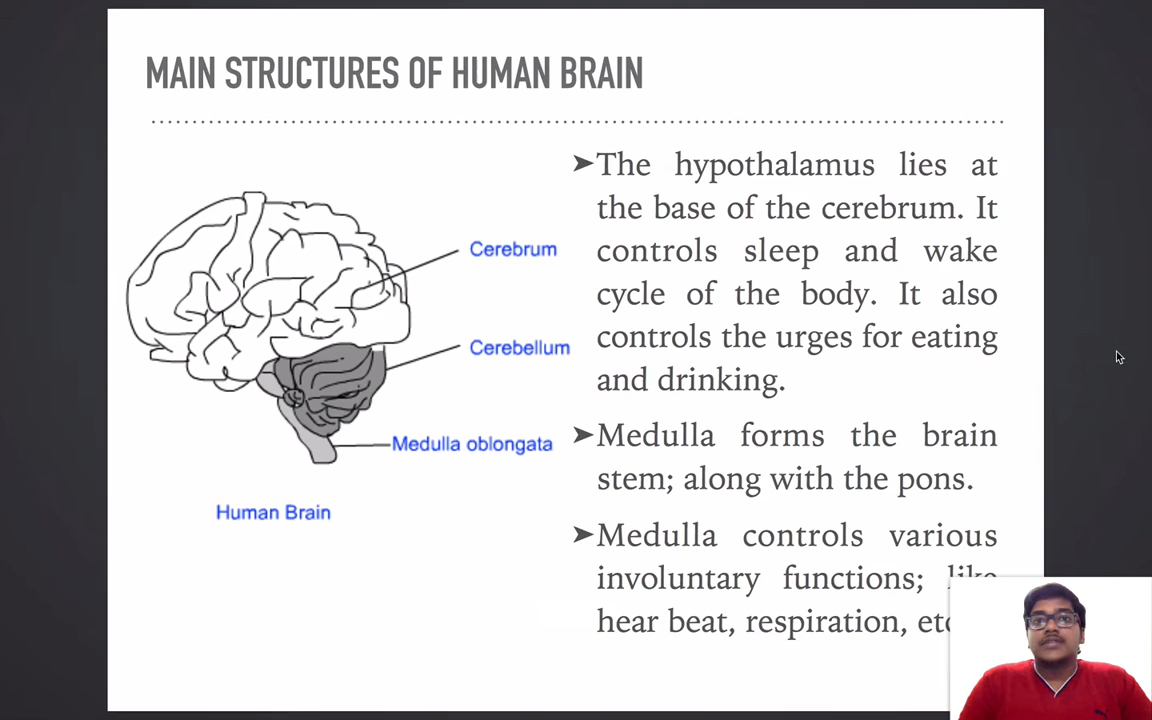 MAIN STRUCTURES OF HUMAN BRAIN
Cerebrum
Cerebellum
Medulla oblongata
Human Brain
➤The hypothalamus lies at
the base of the cerebrum. It
controls sleep and wake
cycle of the body. It also
controls the urges for eating
and drinking.
➤Medulla forms the brain
stem; along with the pons.
➤Medulla controls various
involuntary functions; like
hear beat, respiration, etc